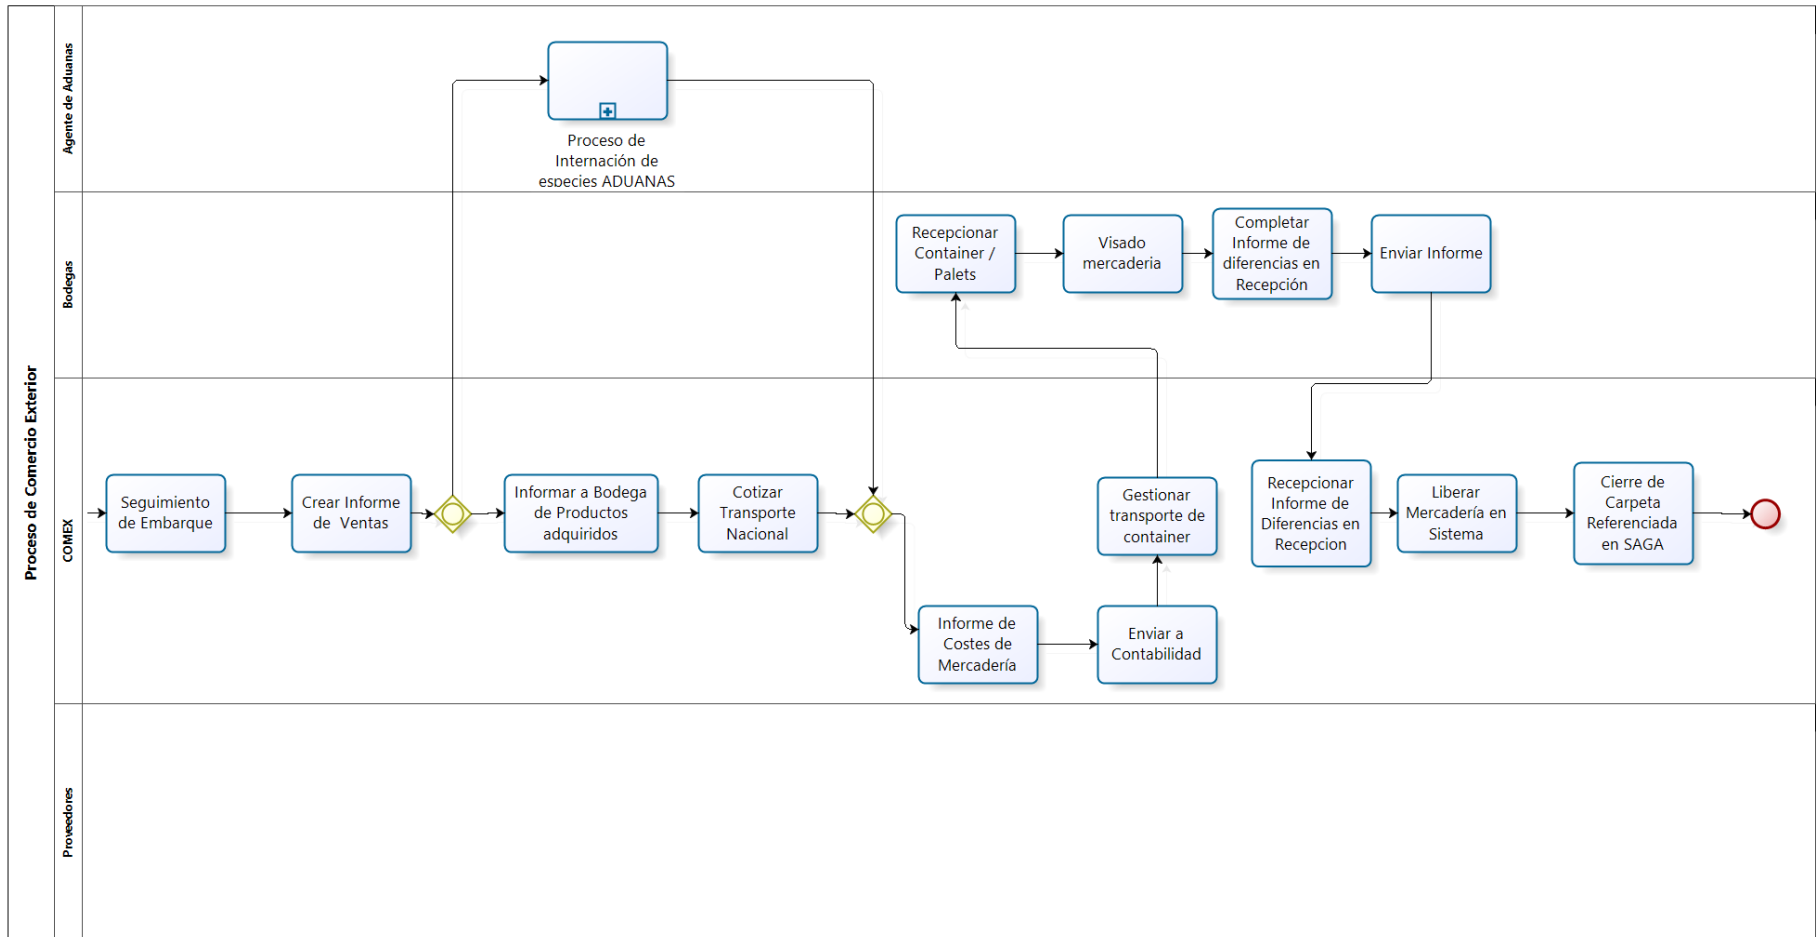 Proceso de Comercio Exterior
Agente de Aduanas
Proceso de
Internación de
especies ADUANAS
Bodegas
Recepcionar
Container /
Palets
Visado
mercaderia
Completar
Informe de
diferencias en
Recepción
Enviar Informe
COMEX
Seguimiento
de Embarque
Crear Informe
de Ventas
Informar a Bodega
de Productos
adquiridos
Cotizar
Transporte
Nacional
Informe de
Costes de
Mercadería
Enviar a
Contabilidad
Gestionar
transporte de
container
Recepcionar
Informe de
Diferencias en
Recepcion
Liberar
Mercadería en
Sistema
Cierre de
Carpeta
Referenciada
en SAGA
Proveedores